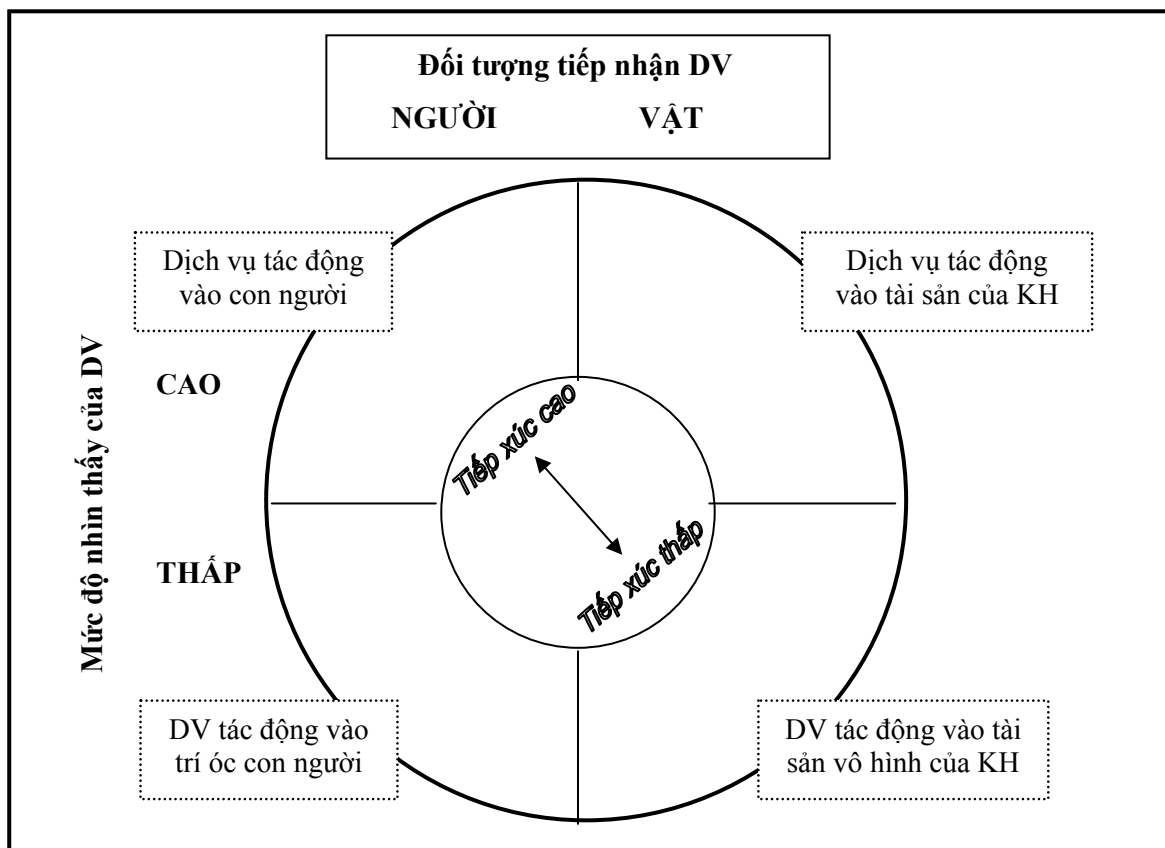 Đối tượng tiếp nhận DV
NGƯỜI VẬT
Dịch vụ tác động
vào con người
Dịch vụ tác động
vào tài sản của KH
Mức độ nhìn thấy của DV
CAO
Tiếp xúc cao
THẤP
Tiếp xúc thấp
DV tác động vào
trí óc con người
DV tác động vào tài
sản vô hình của KH